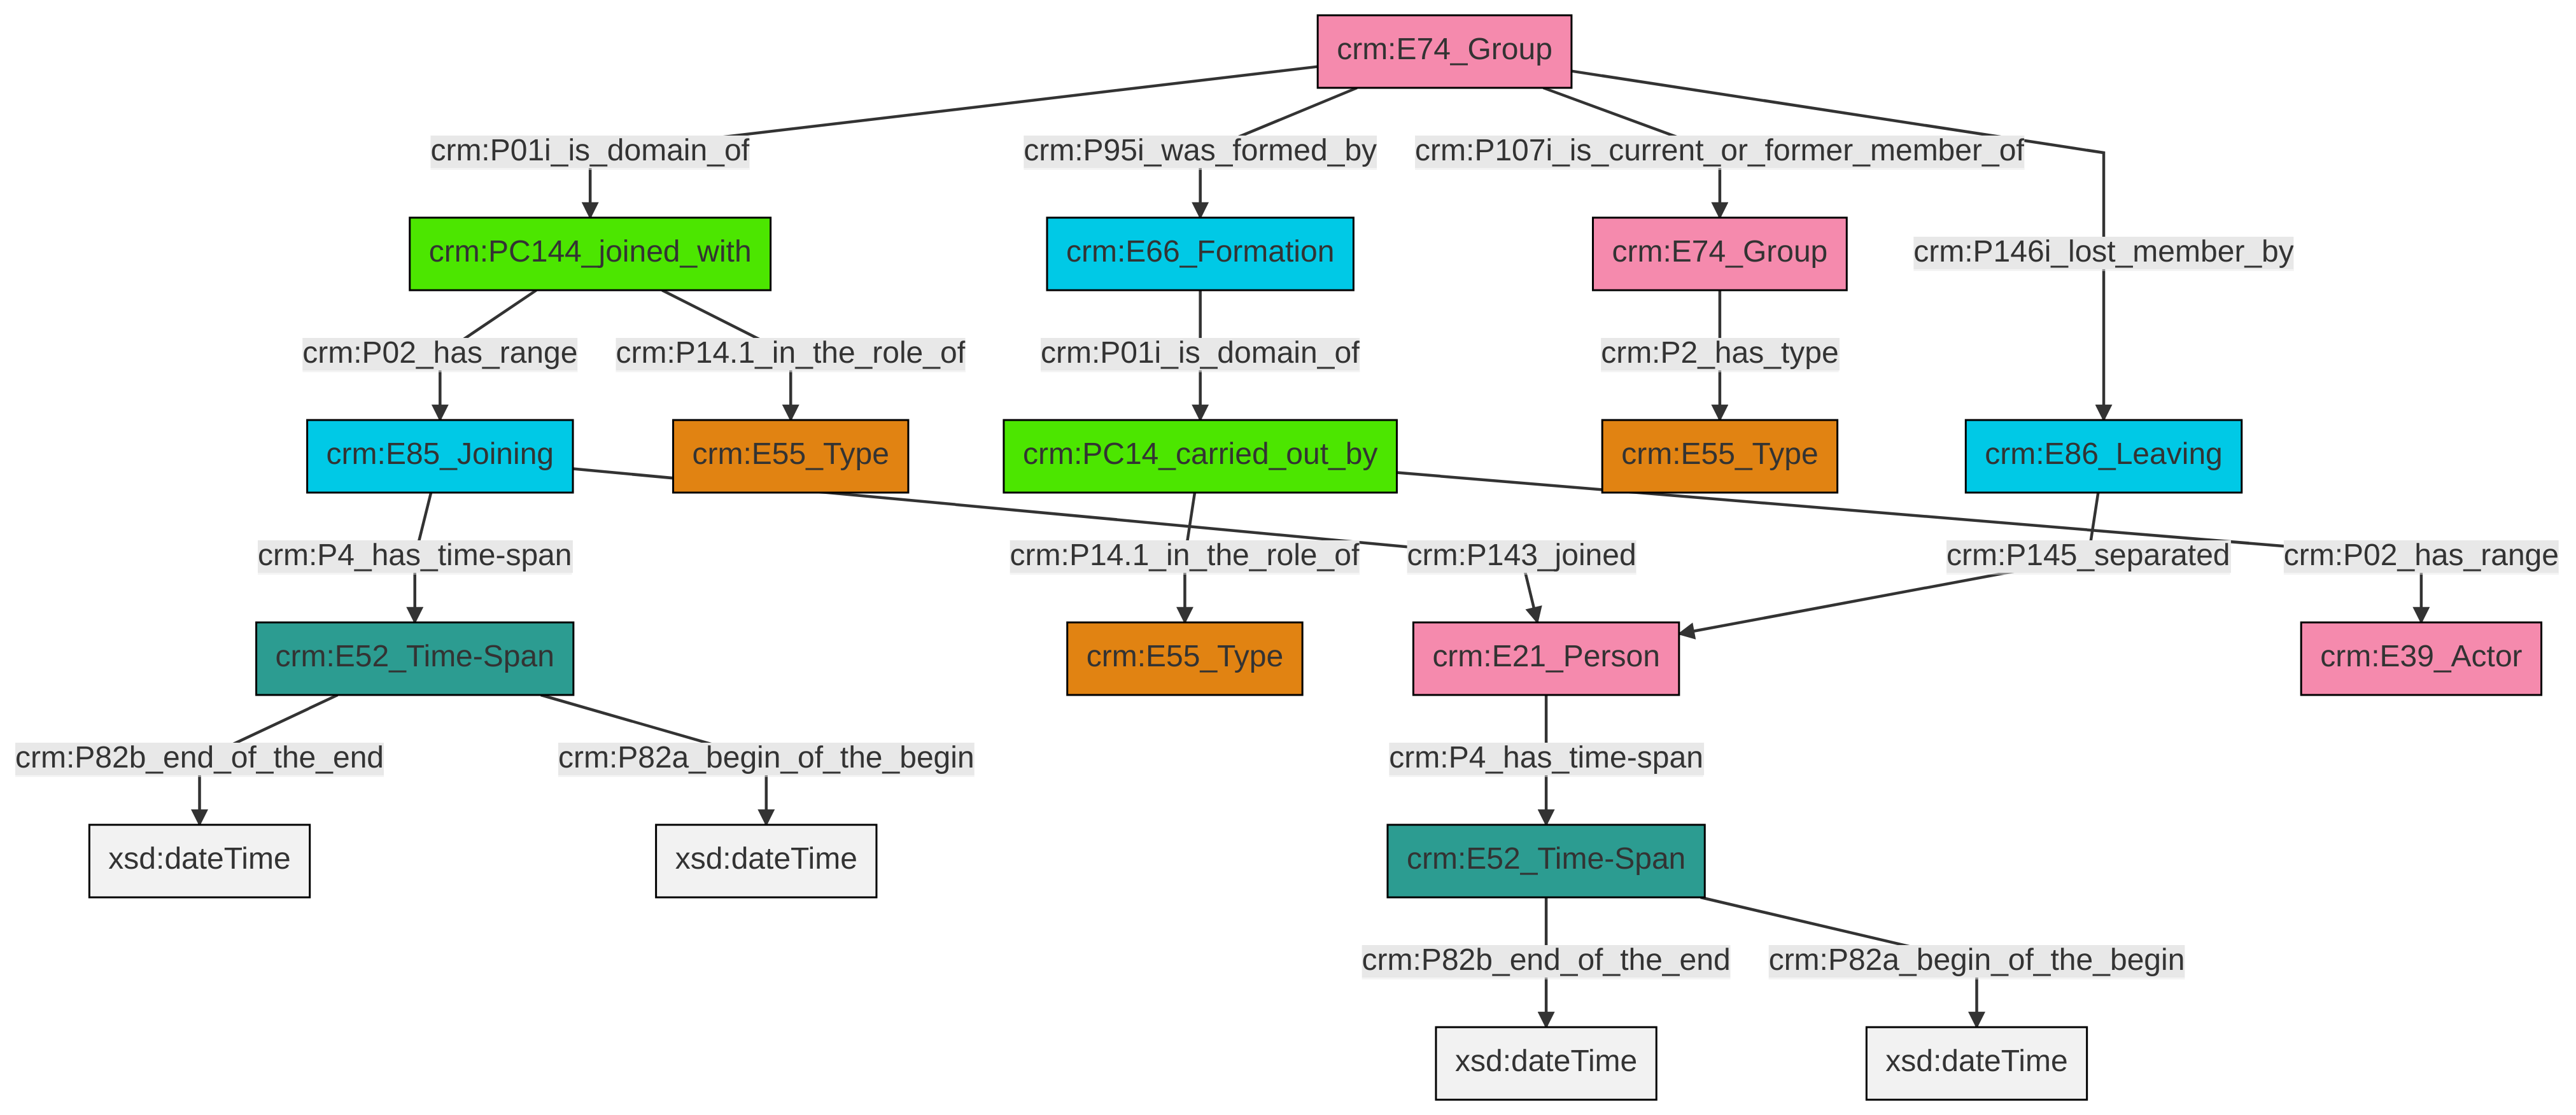 crm:E74_Group
crm:P01i_is_domain_of
crm:P95i_was_formed_by
crm:P107i_is_current_or_former_member_of
crm:PC144_joined_with
crm:E66_Formation
crm:E74_Group
crm:P146i_lost_member_by
crm:P02_has_range
crm:P14.1_in_the_role_of
crm:P01i_is_domain_of
crm:P2_has_type
crm:E85_Joining
crm:E55_Type
crm:PC14_carried_out_by
crm:E55_Type
crm:E86_Leaving
crm:P4_has_time-span
crm:P14.1_in_the_role_of
crm:P143_joined
crm:P145_separated
crm:P02_has_range
crm:E52_Time-Span
crm:E55_Type
crm:E21_Person
crm:E39_Actor
crm:P82b_end_of_the_end
crm:P82a_begin_of_the_begin
crm:P4_has_time-span
xsd:dateTime
xsd:dateTime
crm:E52_Time-Span
crm:P82b_end_of_the_end
crm:P82a_begin_of_the_begin
xsd:dateTime
xsd:dateTime